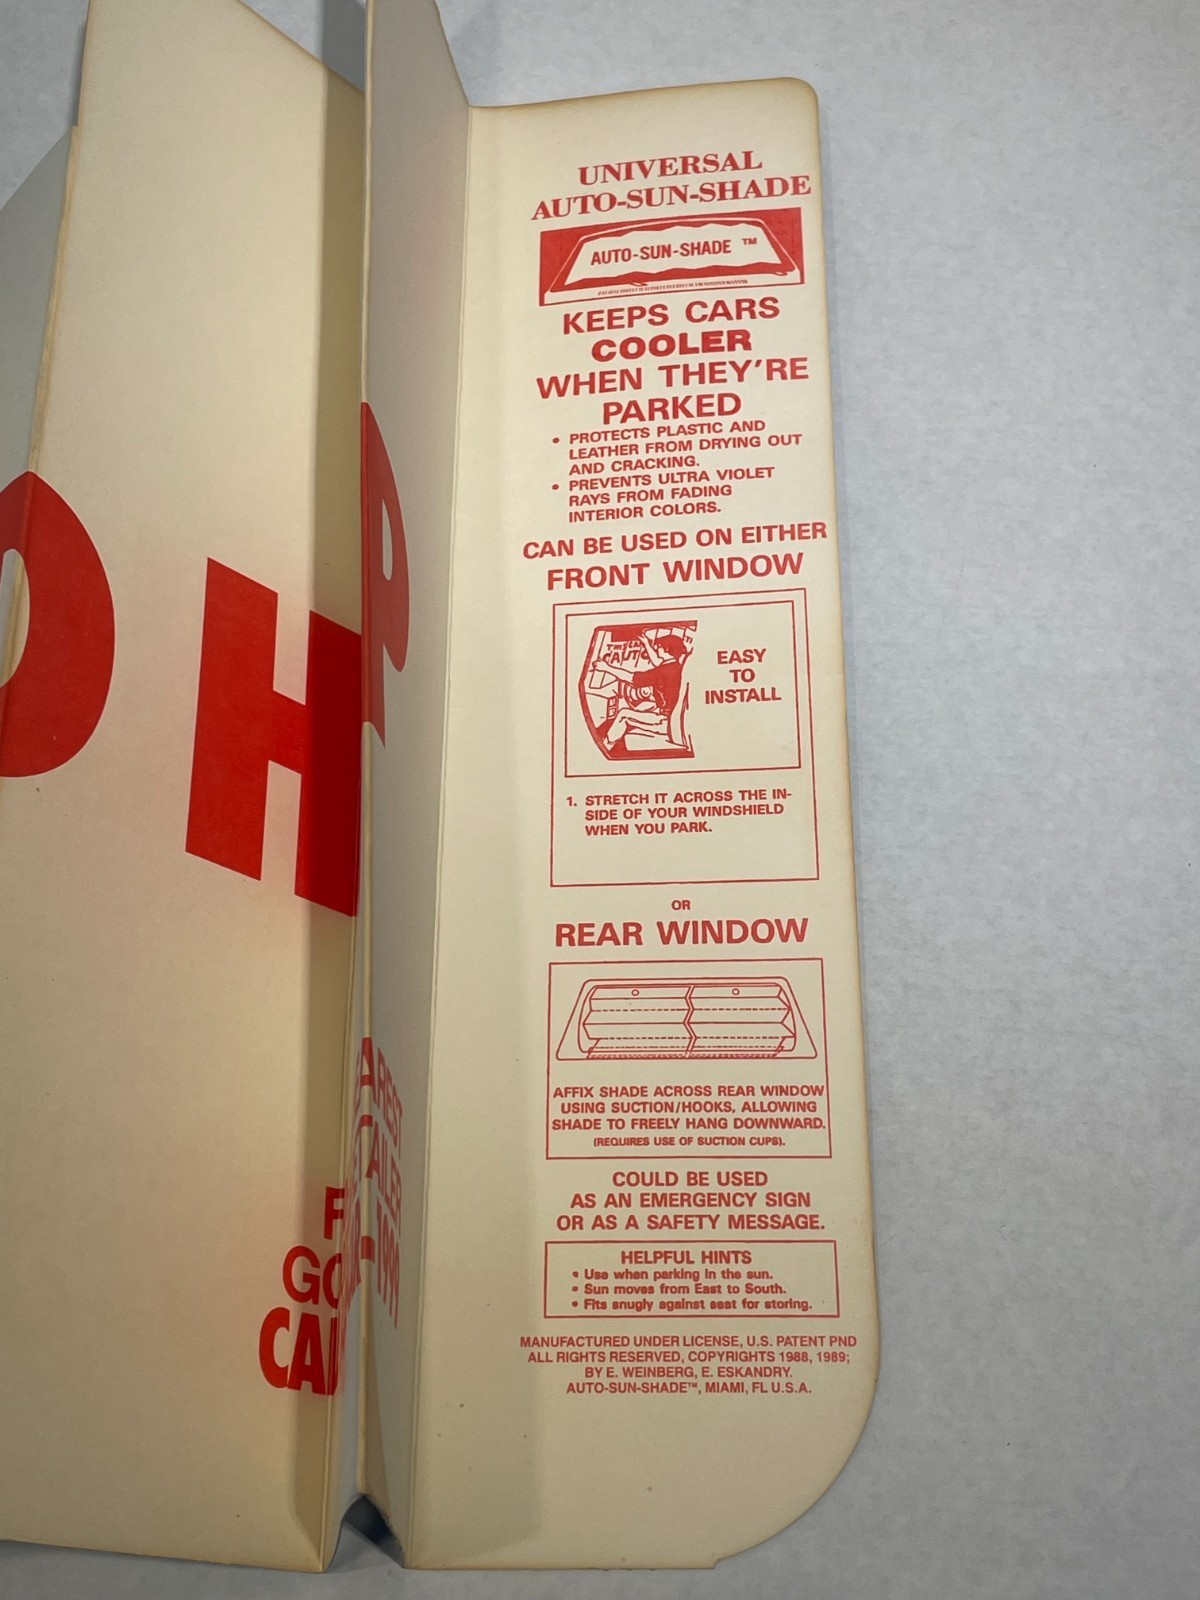 UNIVERSAL
AUTO-SUN-SHADE
AUTO-SUN-SHADE ™
KEEPS CARS
COOLER
WHEN THEY'RE
PARKED
• PROTECTS PLASTIC AND
LEATHER FROM DRYING OUT
AND CRACKING.
• PREVENTS ULTRA VIOLET
RAYS FROM FADING
INTERIOR COLORS.
CAN BE USED ON EITHER
FRONT WINDOW
EASY
TO
INSTALL
1. STRETCH IT ACROSS THE IN-
SIDE OF YOUR WINDSHIELD
WHEN YOU PARK.
OR
REAR WINDOW
AFFIX SHADE ACROSS REAR WINDOW
USING SUCTION/HOOKS, ALLOWING
SHADE TO FREELY HANG DOWNWARD.
(REQUIRES USE OF SUCTION CUPS).
COULD BE USED
AS AN EMERGENCY SIGN
OR AS A SAFETY MESSAGE.
HELPFUL HINTS
• Use when parking in the sun.
• Sun moves from East to South.
• Fits snugly against seat for storing.
MANUFACTURED UNDER LICENSE, U.S. PATENT PND
ALL RIGHTS RESERVED, COPYRIGHTS 1988, 1989;
BY E. WEINBERG, E. ESKANDRY.
AUTO-SUN-SHADE™, MIAMI, FL U.S.A.
H
AREST
AILER
-1999
GO
CAL